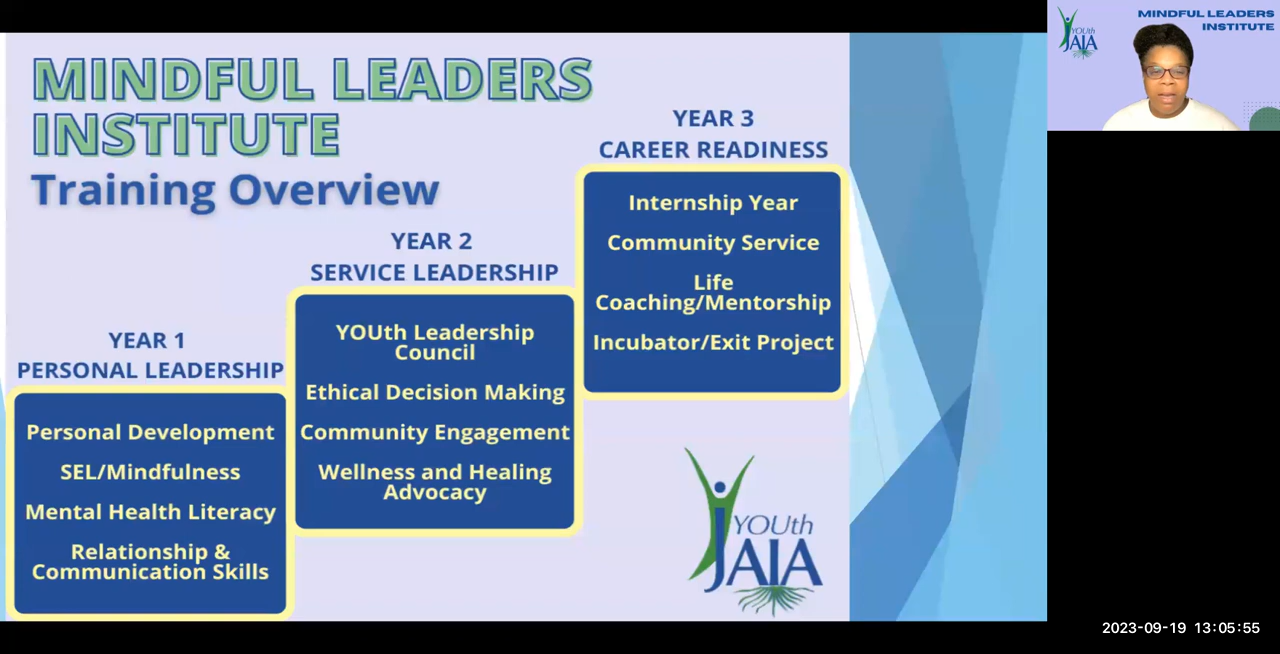 MINDFUL LEADERS
INSTITUTE
Training Overview
YEAR 1
PERSONAL LEADERSHIP
Personal Development
SEL/Mindfulness
Mental Health Literacy
Relationship &
Communication Skills
YEAR 2
SERVICE LEADERSHIP
YOUth Leadership
Council
Ethical Decision Making
Community Engagement
Wellness and Healing
Advocacy
YEAR 3
CAREER READINESS
Internship Year
Community Service
Life
Coaching/Mentorship
Incubator/Exit Project
YOUth
JAIA
YOUth
JAIA
MINDFUL LEADERS
INSTITUTE
2023-09-19 13:05:55